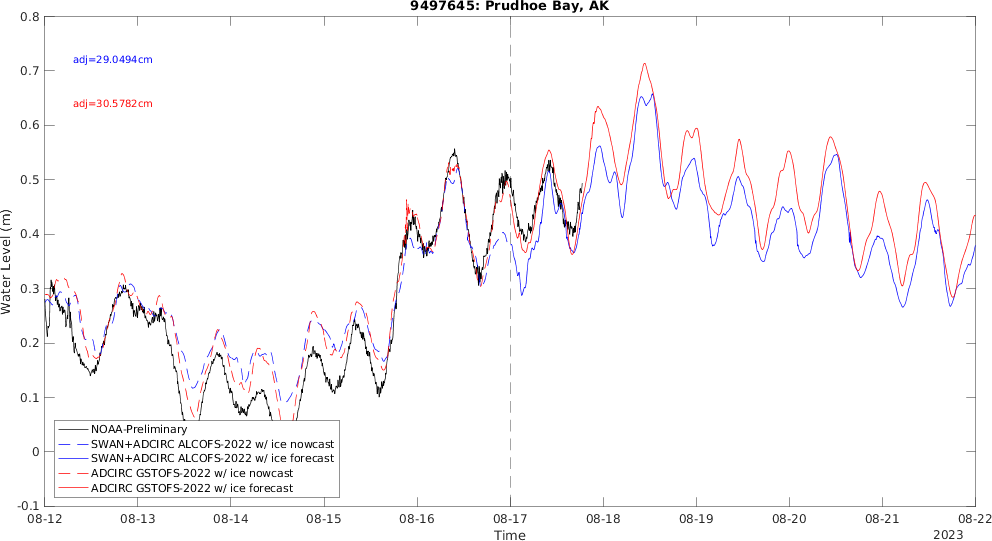 9497645: Prudhoe Bay, AK
adj=29.0494cm
adj=30.5782cm
Water Level (m)
0.8
0.7
0.6
0.5
0.4
0.3
0.2
0.1
0
-0.1
NOAA-Preliminary
SWAN+ADCIRC ALCOFS-2022 w/ ice nowcast
SWAN+ADCIRC ALCOFS-2022 w/ ice forecast
ADCIRC GSTOFS-2022 w/ ice nowcast
ADCIRC GSTOFS-2022 w/ ice forecast
08-12 08-13 08-14 08-15 08-16 08-17 08-18 08-19 08-20 08-21 08-22
Time
2023